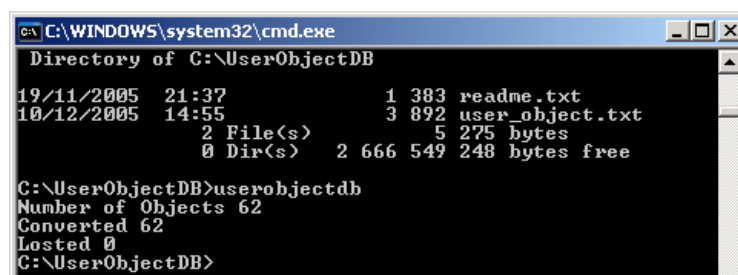 C:\WINDOWS\system32\cmd.exe
Directory of C:\UserObjectDB
19/11/2005 21:37 1 383 readme.txt
10/12/2005 14:55 3 892 user_object.txt
2 File(s) 5 275 bytes
0 Dir(s) 2 666 549 248 bytes free
C:\UserObjectDB>userobjectdb
Number of Objects 62
Converted 62
Losted 0
C:\UserObjectDB>